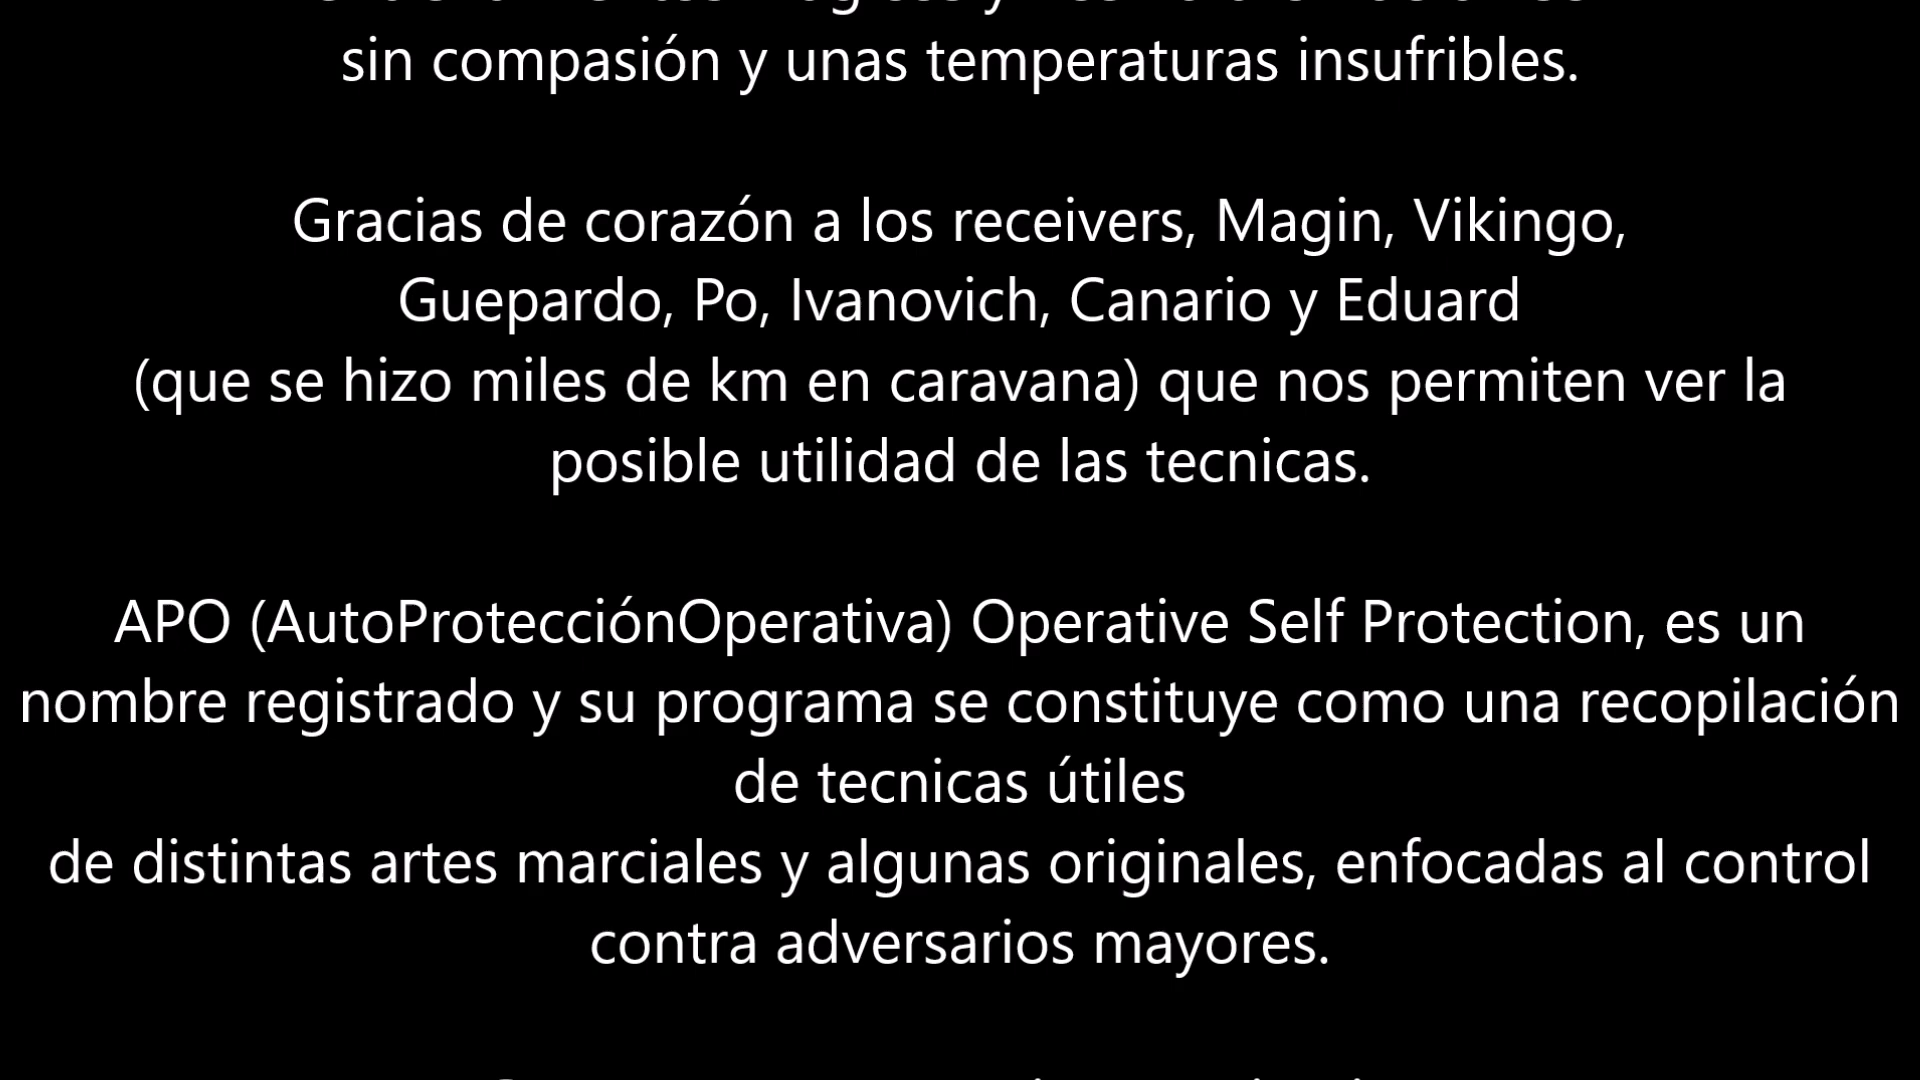 sin compasión y unas temperaturas insufribles.
Gracias de corazón a los receivers, Magin, Vikingo,
Guepardo, Po, Ivanovich, Canario y Eduard
(que se hizo miles de km en caravana) que nos permiten ver la
posible utilidad de las tecnicas.
APO (AutoProtecciónOperativa) Operative Self Protection, es un
nombre registrado y su programa se constituye como una recopilación
de tecnicas útiles
de distintas artes marciales y algunas originales, enfocadas al control
contra adversarios mayores.